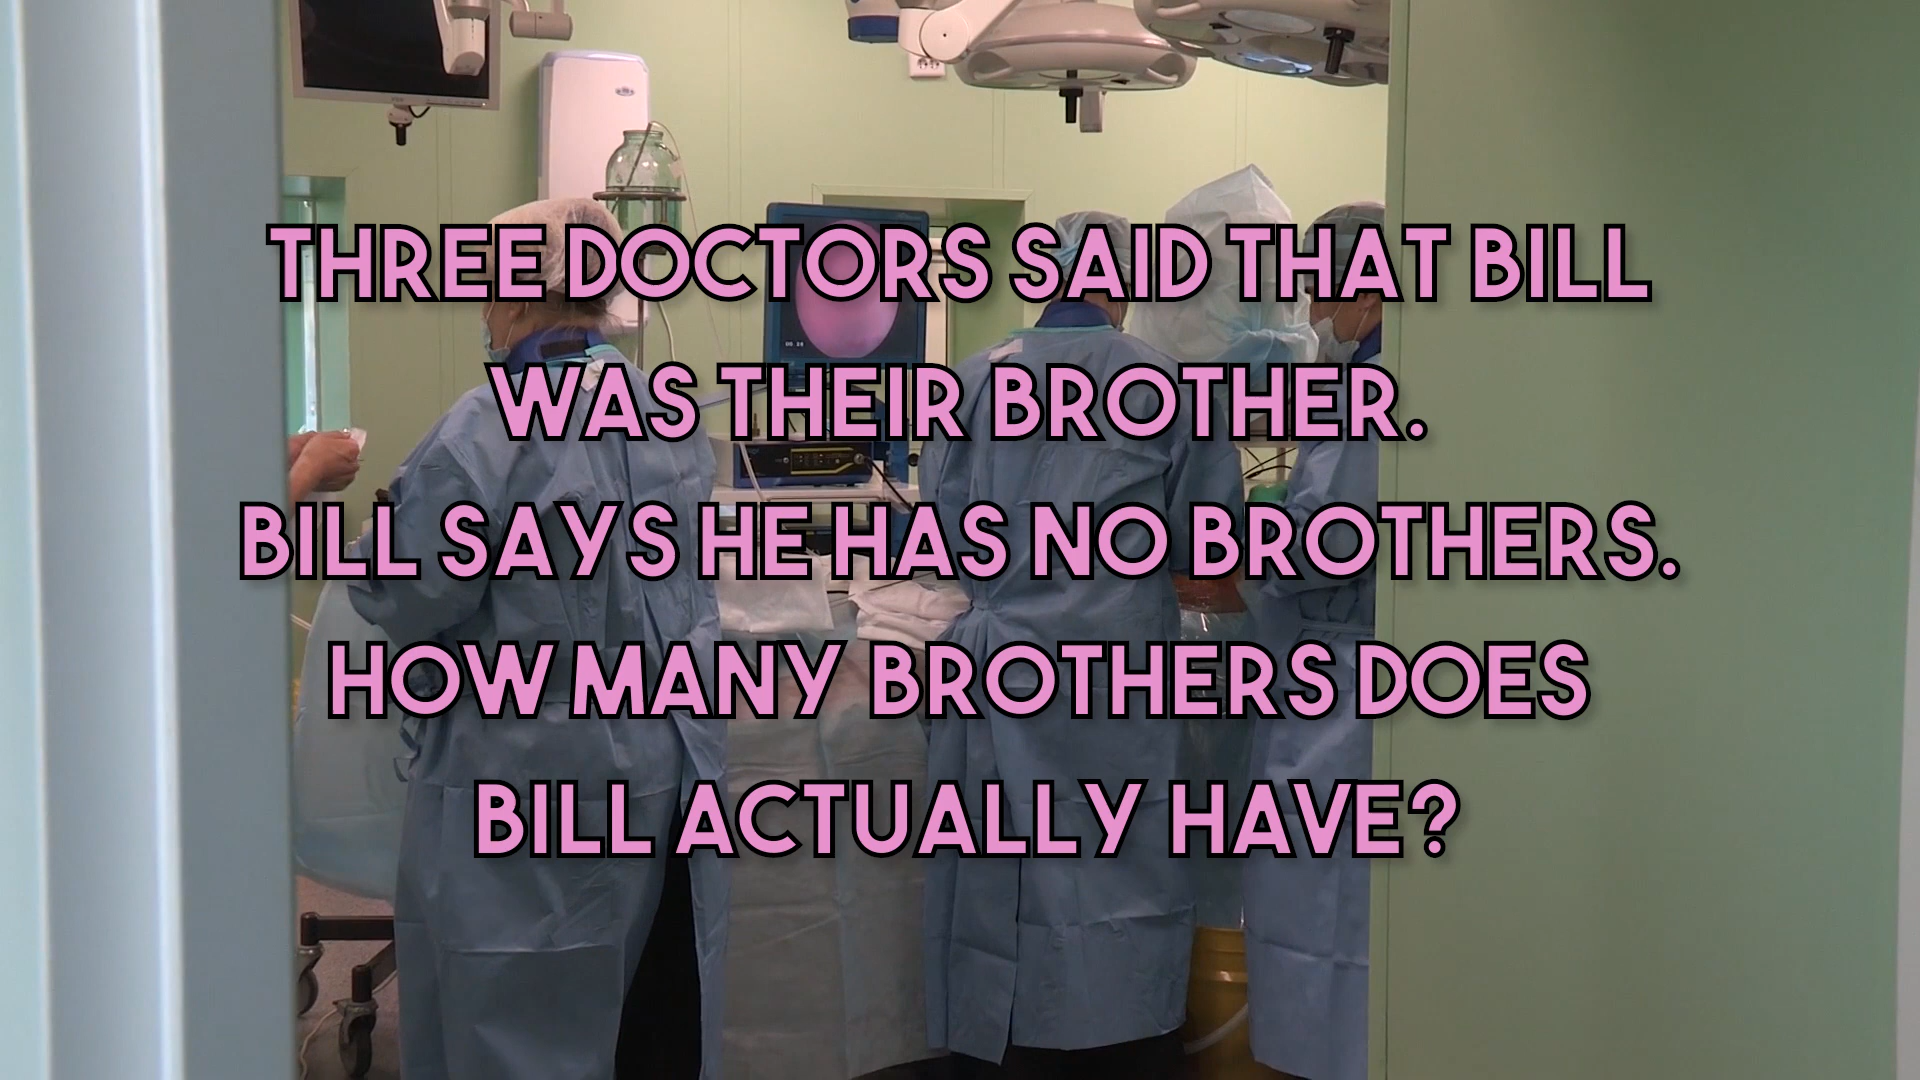 THREE DOCTORS SAID THAT BILL
WAS THEIR BROTHER.
BILL SAYS HE HAS NO BROTHERS.
HOW MANY BROTHERS DOES
BILL ACTUALLY HAVE?